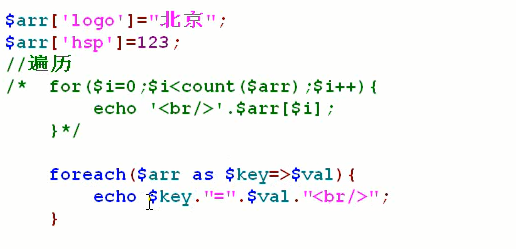 $arr['logo']="北京";
$arr['hsp']=123;
//遍历
/*  for($i=0;$i<count($arr);$i++){
        echo '<br/>'.$arr[$i];
    }*/
    foreach($arr as $key=>$val){
        echo $key."=".$val."<br/>";
    }